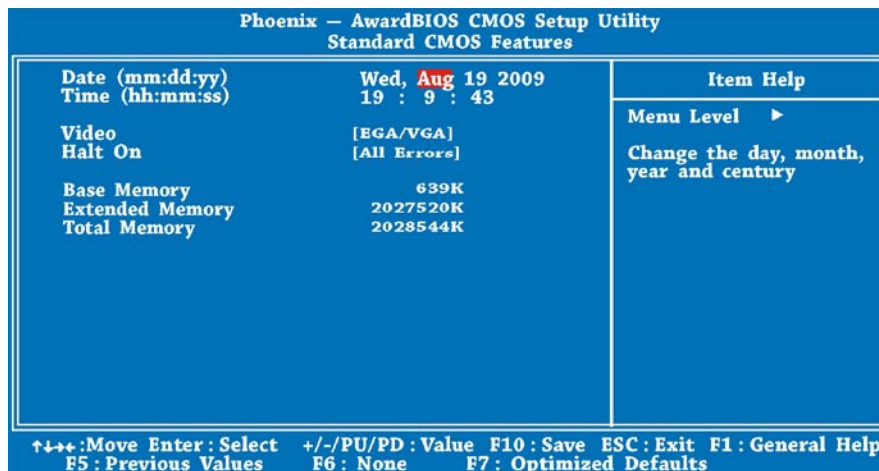 Phoenix — AwardBIOS CMOS Setup Utility
Standard CMOS Features
Date (mm:dd:yy) Wed, Aug 19 2009
Time (hh:mm:ss) 19 : 9 : 43
Video [EGA/VGA]
Halt On [All Errors]
Base Memory 639K
Extended Memory 2027520K
Total Memory 2028544K
Item Help
Menu Level ►
Change the day, month,
year and century
↑↓→←:Move Enter : Select +/-/PU/PD : Value F10 : Save ESC : Exit F1 : General Help
F5 : Previous Values F6 : None F7 : Optimized Defaults